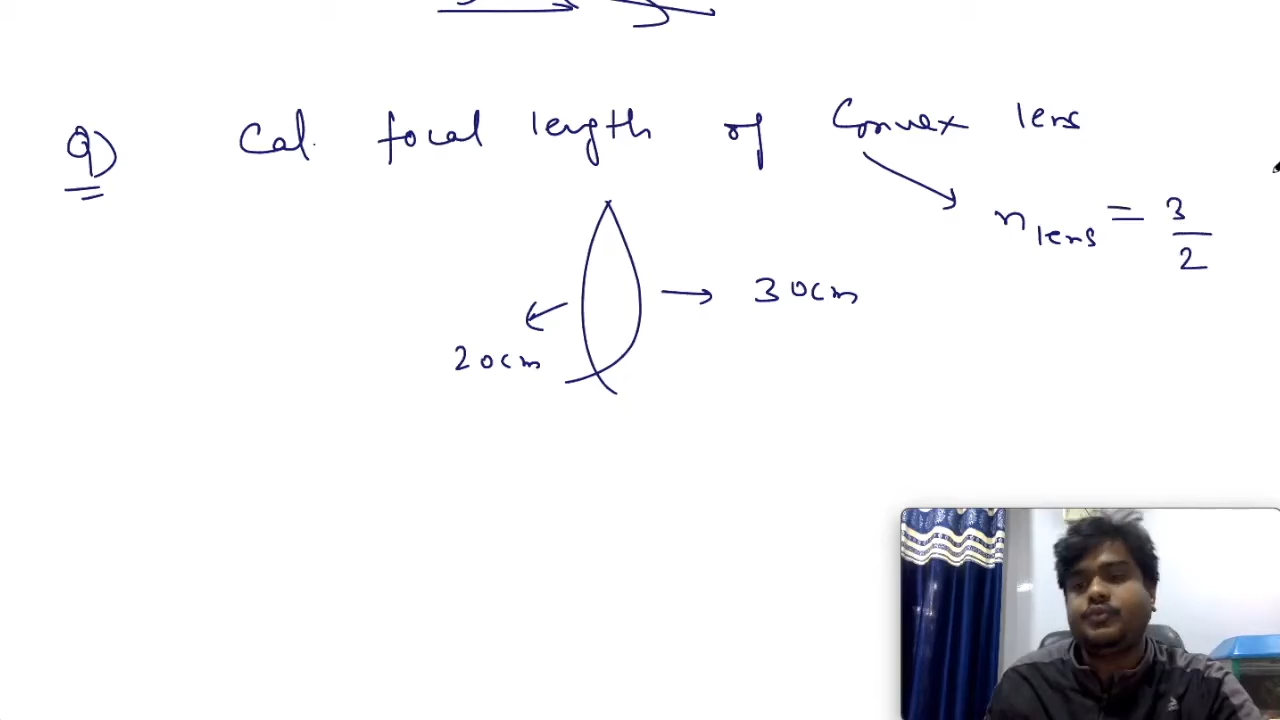 Q) Cal. focal length of Convex lens
n lens = 3/2
30cm
20cm